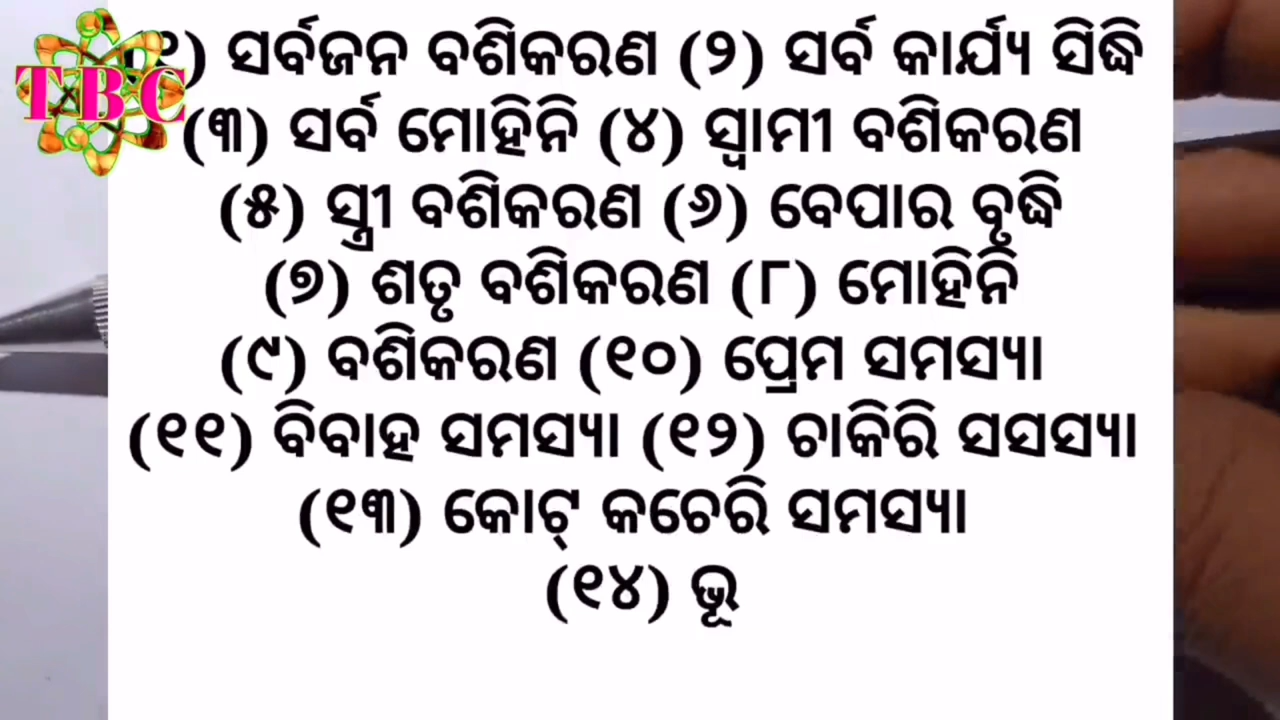 TBC
(୧) ସର୍ବଜନ ବଶିକରଣ (୨) ସର୍ବ କାର୍ଯ୍ୟ ସିଦ୍ଧି
(୩) ସର୍ବ ମୋହିନି (୪) ସ୍ଵାମୀ ବଶିକରଣ
(୫) ସ୍ତ୍ରୀ ବଶିକରଣ (୬) ବେପାର ବୃଦ୍ଧି
(୭) ଶତୃ ବଶିକରଣ (୮) ମୋହିନି
(୯) ବଶିକରଣ (୧୦) ପ୍ରେମ ସମସ୍ୟା
(୧୧) ବିବାହ ସମସ୍ୟା (୧୨) ଚାକିରି ସସସ୍ୟା
(୧୩) କୋଟ୍ କଚେରି ସମସ୍ୟା
(୧୪) ଭୂ